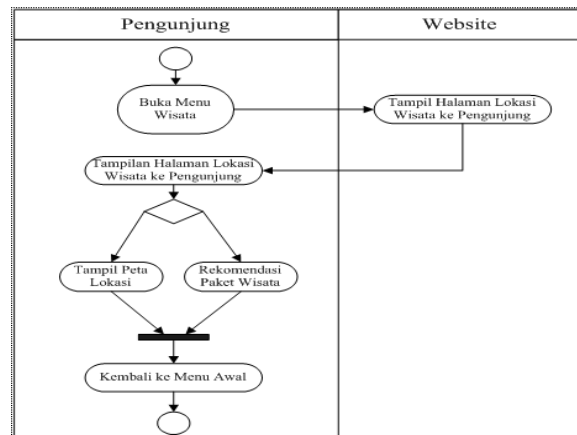 Pengunjung
Website
Buka Menu
Wisata
Tampil Halaman Lokasi
Wisata ke Pengunjung
Tampilan Halaman Lokasi
Wisata ke Pengunjung
Tampil Peta
Lokasi
Rekomendasi
Paket Wisata
Kembali ke Menu Awal